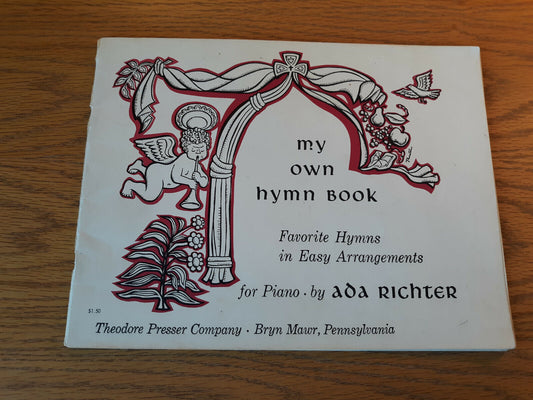 my
own
hymn Book
Favorite Hymns
in Easy Arrangements
for Piano · by Ada Richter
$1.50
Theodore Presser Company · Bryn Mawr, Pennsylvania